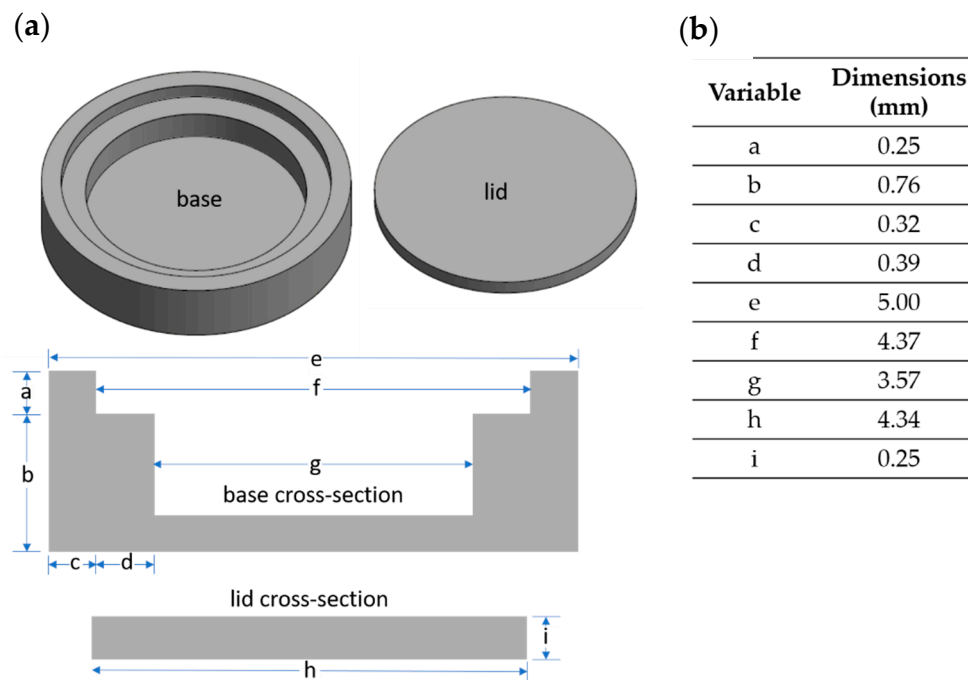 (a)
base
lid
e
f
a
b
g
base cross-section
c
d
lid cross-section
i
h
(b)
Variable Dimensions (mm)
a 0.25
b 0.76
c 0.32
d 0.39
e 5.00
f 4.37
g 3.57
h 4.34
i 0.25